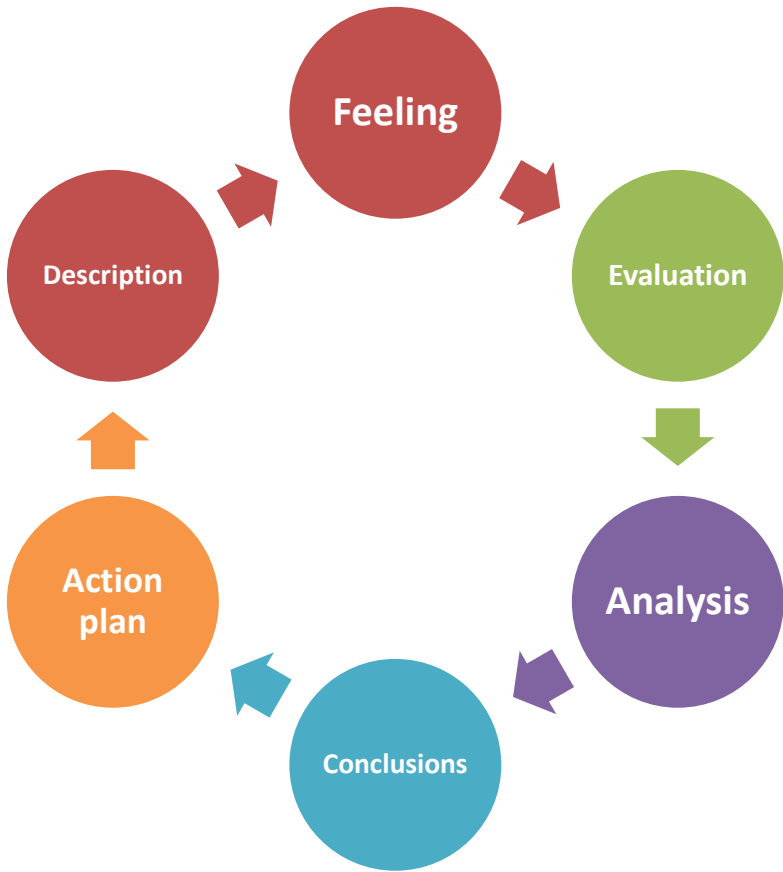 Feeling
Description
Evaluation
Action
plan
Analysis
Conclusions